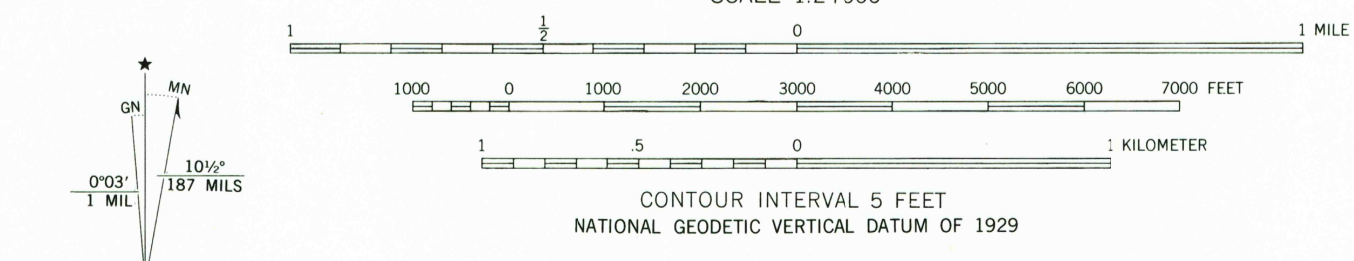 1 ½ 0 1 MILE
1000 0 1000 2000 3000 4000 5000 6000 7000 FEET
1 .5 0 1 KILOMETER
CONTOUR INTERVAL 5 FEET
NATIONAL GEODETIC VERTICAL DATUM OF 1929
★
GN MN
0°03′ 10½°
1 MIL 187 MILS